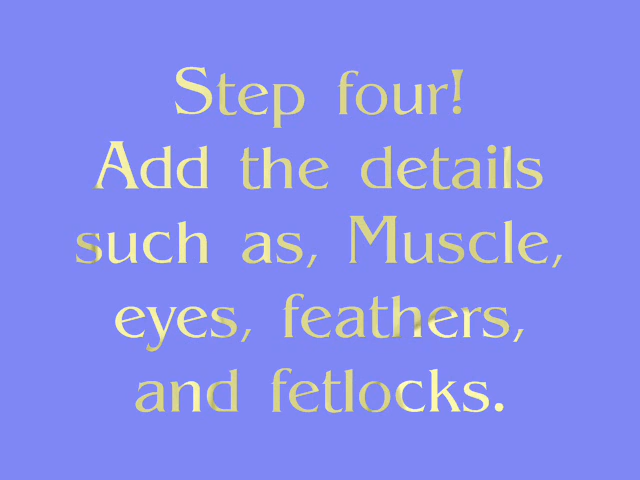 Step four!
Add the details
such as, Muscle,
eyes, feathers,
and fetlocks.